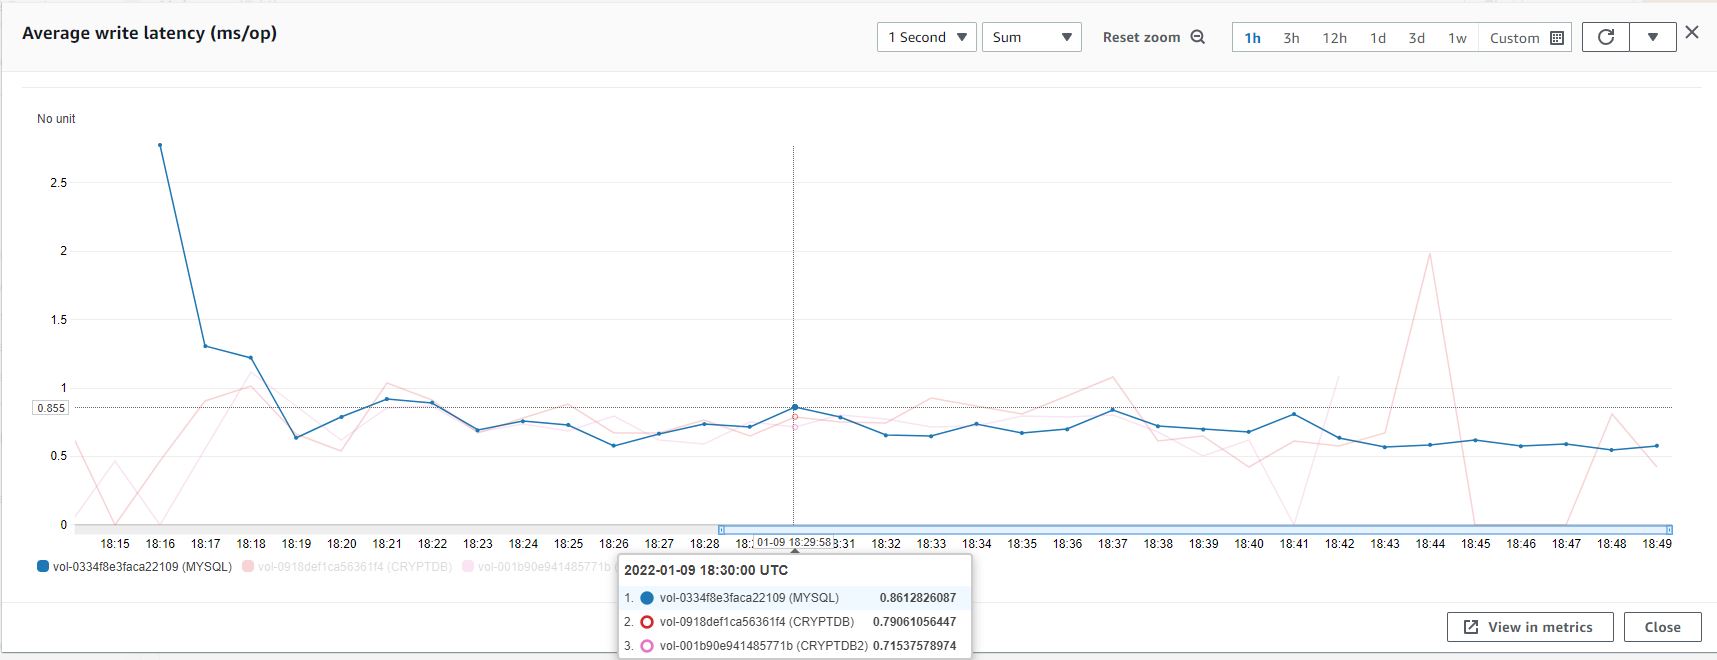 Average write latency (ms/op)
1 Second Sum Reset zoom 1h 3h 12h 1d 3d 1w Custom
No unit
2.5
2
1.5
1
0.855
0.5
0
18:15 18:16 18:17 18:18 18:19 18:20 18:21 18:22 18:23 18:24 18:25 18:26 18:27 18:28 18: 01-09 18:29:58 8:31 18:32 18:33 18:34 18:35 18:36 18:37 18:38 18:39 18:40 18:41 18:42 18:43 18:44 18:45 18:46 18:47 18:48 18:49
vol-0334f8e3faca22109 (MYSQL) vol-0918def1ca56361f4 (CRYPTDB) vol-001b90e941485771b
2022-01-09 18:30:00 UTC
1. vol-0334f8e3faca22109 (MYSQL) 0.8612826087
2. vol-0918def1ca56361f4 (CRYPTDB) 0.79061056447
3. vol-001b90e941485771b (CRYPTDB2) 0.71537578974
View in metrics Close